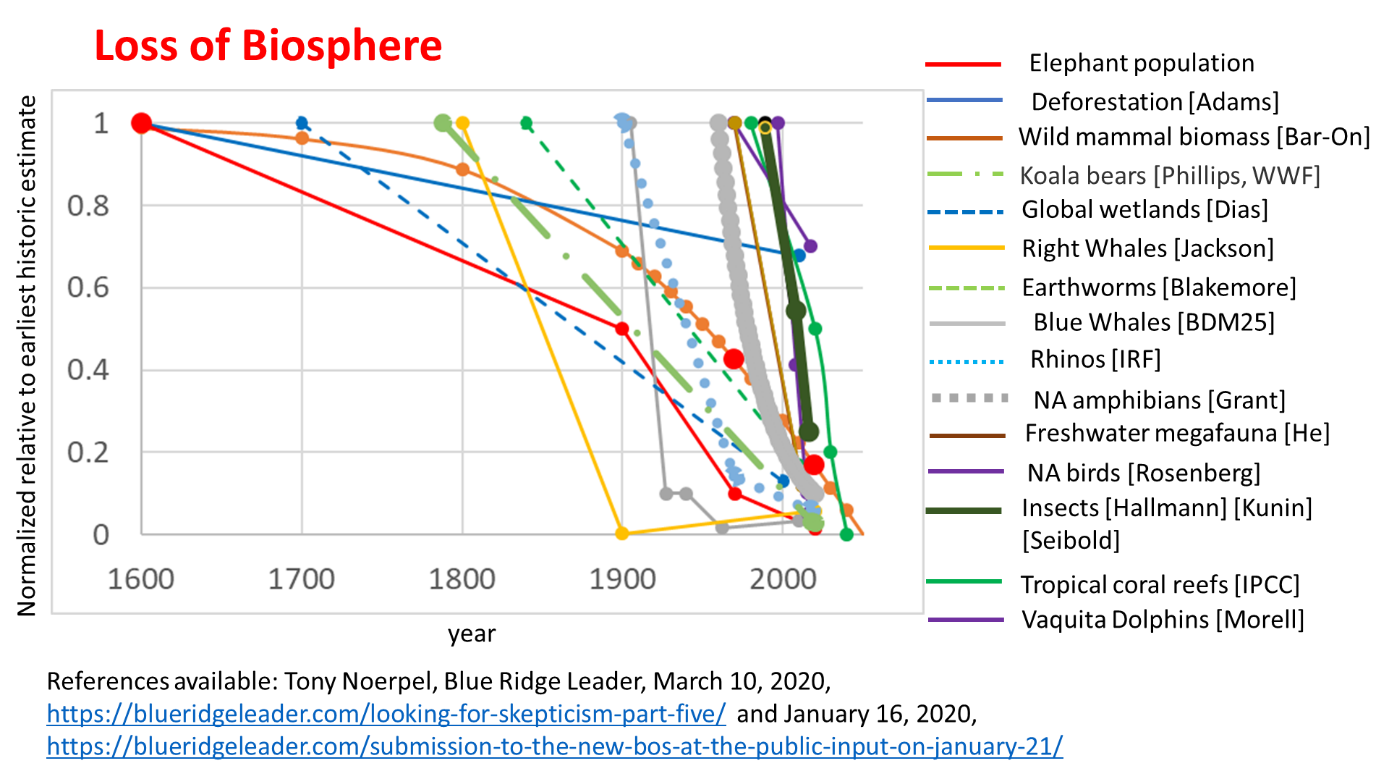 Loss of Biosphere
Normalized relative to earliest historic estimate
1
0.8
0.6
0.4
0.2
0
1600 1700 1800 1900 2000
year
Elephant population
Deforestation [Adams]
Wild mammal biomass [Bar-On]
Koala bears [Phillips, WWF]
Global wetlands [Dias]
Right Whales [Jackson]
Earthworms [Blakemore]
Blue Whales [BDM25]
Rhinos [IRF]
NA amphibians [Grant]
Freshwater megafauna [He]
NA birds [Rosenberg]
Insects [Hallmann] [Kunin]
[Seibold]
Tropical coral reefs [IPCC]
Vaquita Dolphins [Morell]
References available: Tony Noerpel, Blue Ridge Leader, March 10, 2020,
https://blueridgeleader.com/looking-for-skepticism-part-five/ and January 16, 2020,
https://blueridgeleader.com/submission-to-the-new-bos-at-the-public-input-on-january-21/